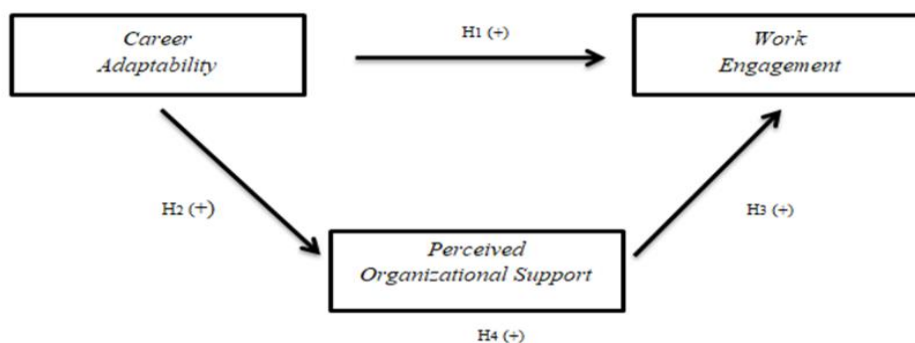 Career
Adaptability
H1 (+)
Work
Engagement
H2 (+)
H3 (+)
Perceived
Organizational Support
H4 (+)